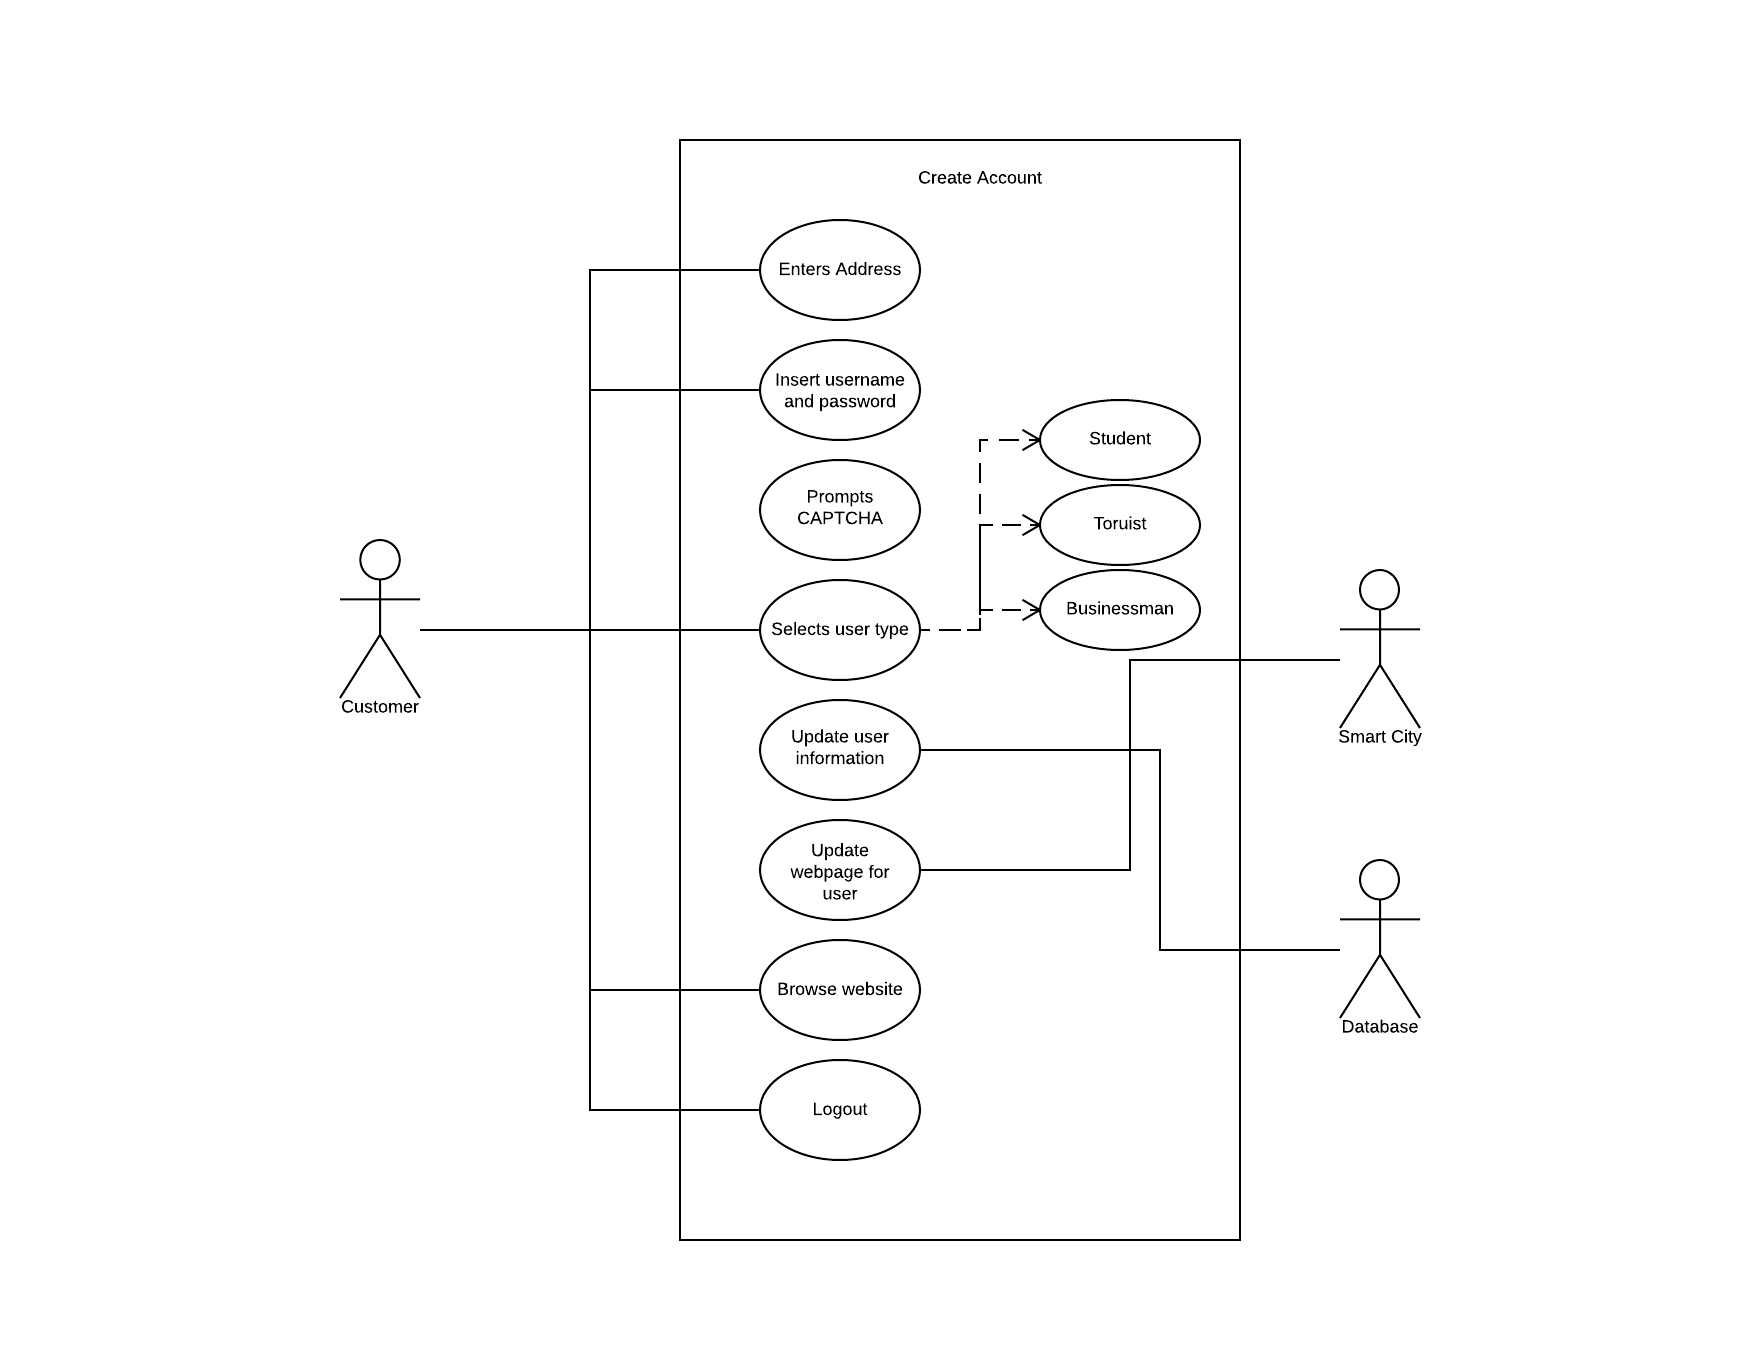 Create Account
Enters Address
Insert username
and password
Student
Prompts
CAPTCHA
Toruist
Businessman
Selects user type
Customer
Smart City
Update user
information
Update
webpage for
user
Browse website
Database
Logout